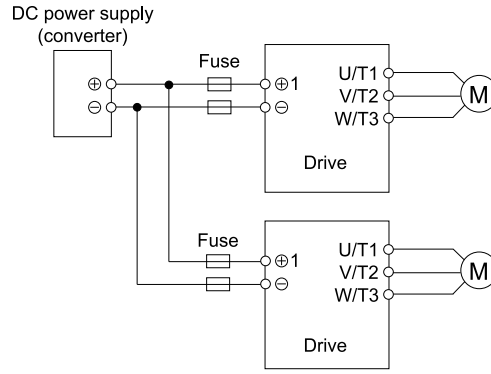 DC power supply
(converter)
Fuse
⊕
⊖
⊕1
⊖
U/T1
V/T2
W/T3
M
Drive
Fuse
⊕1
⊖
U/T1
V/T2
W/T3
M
Drive